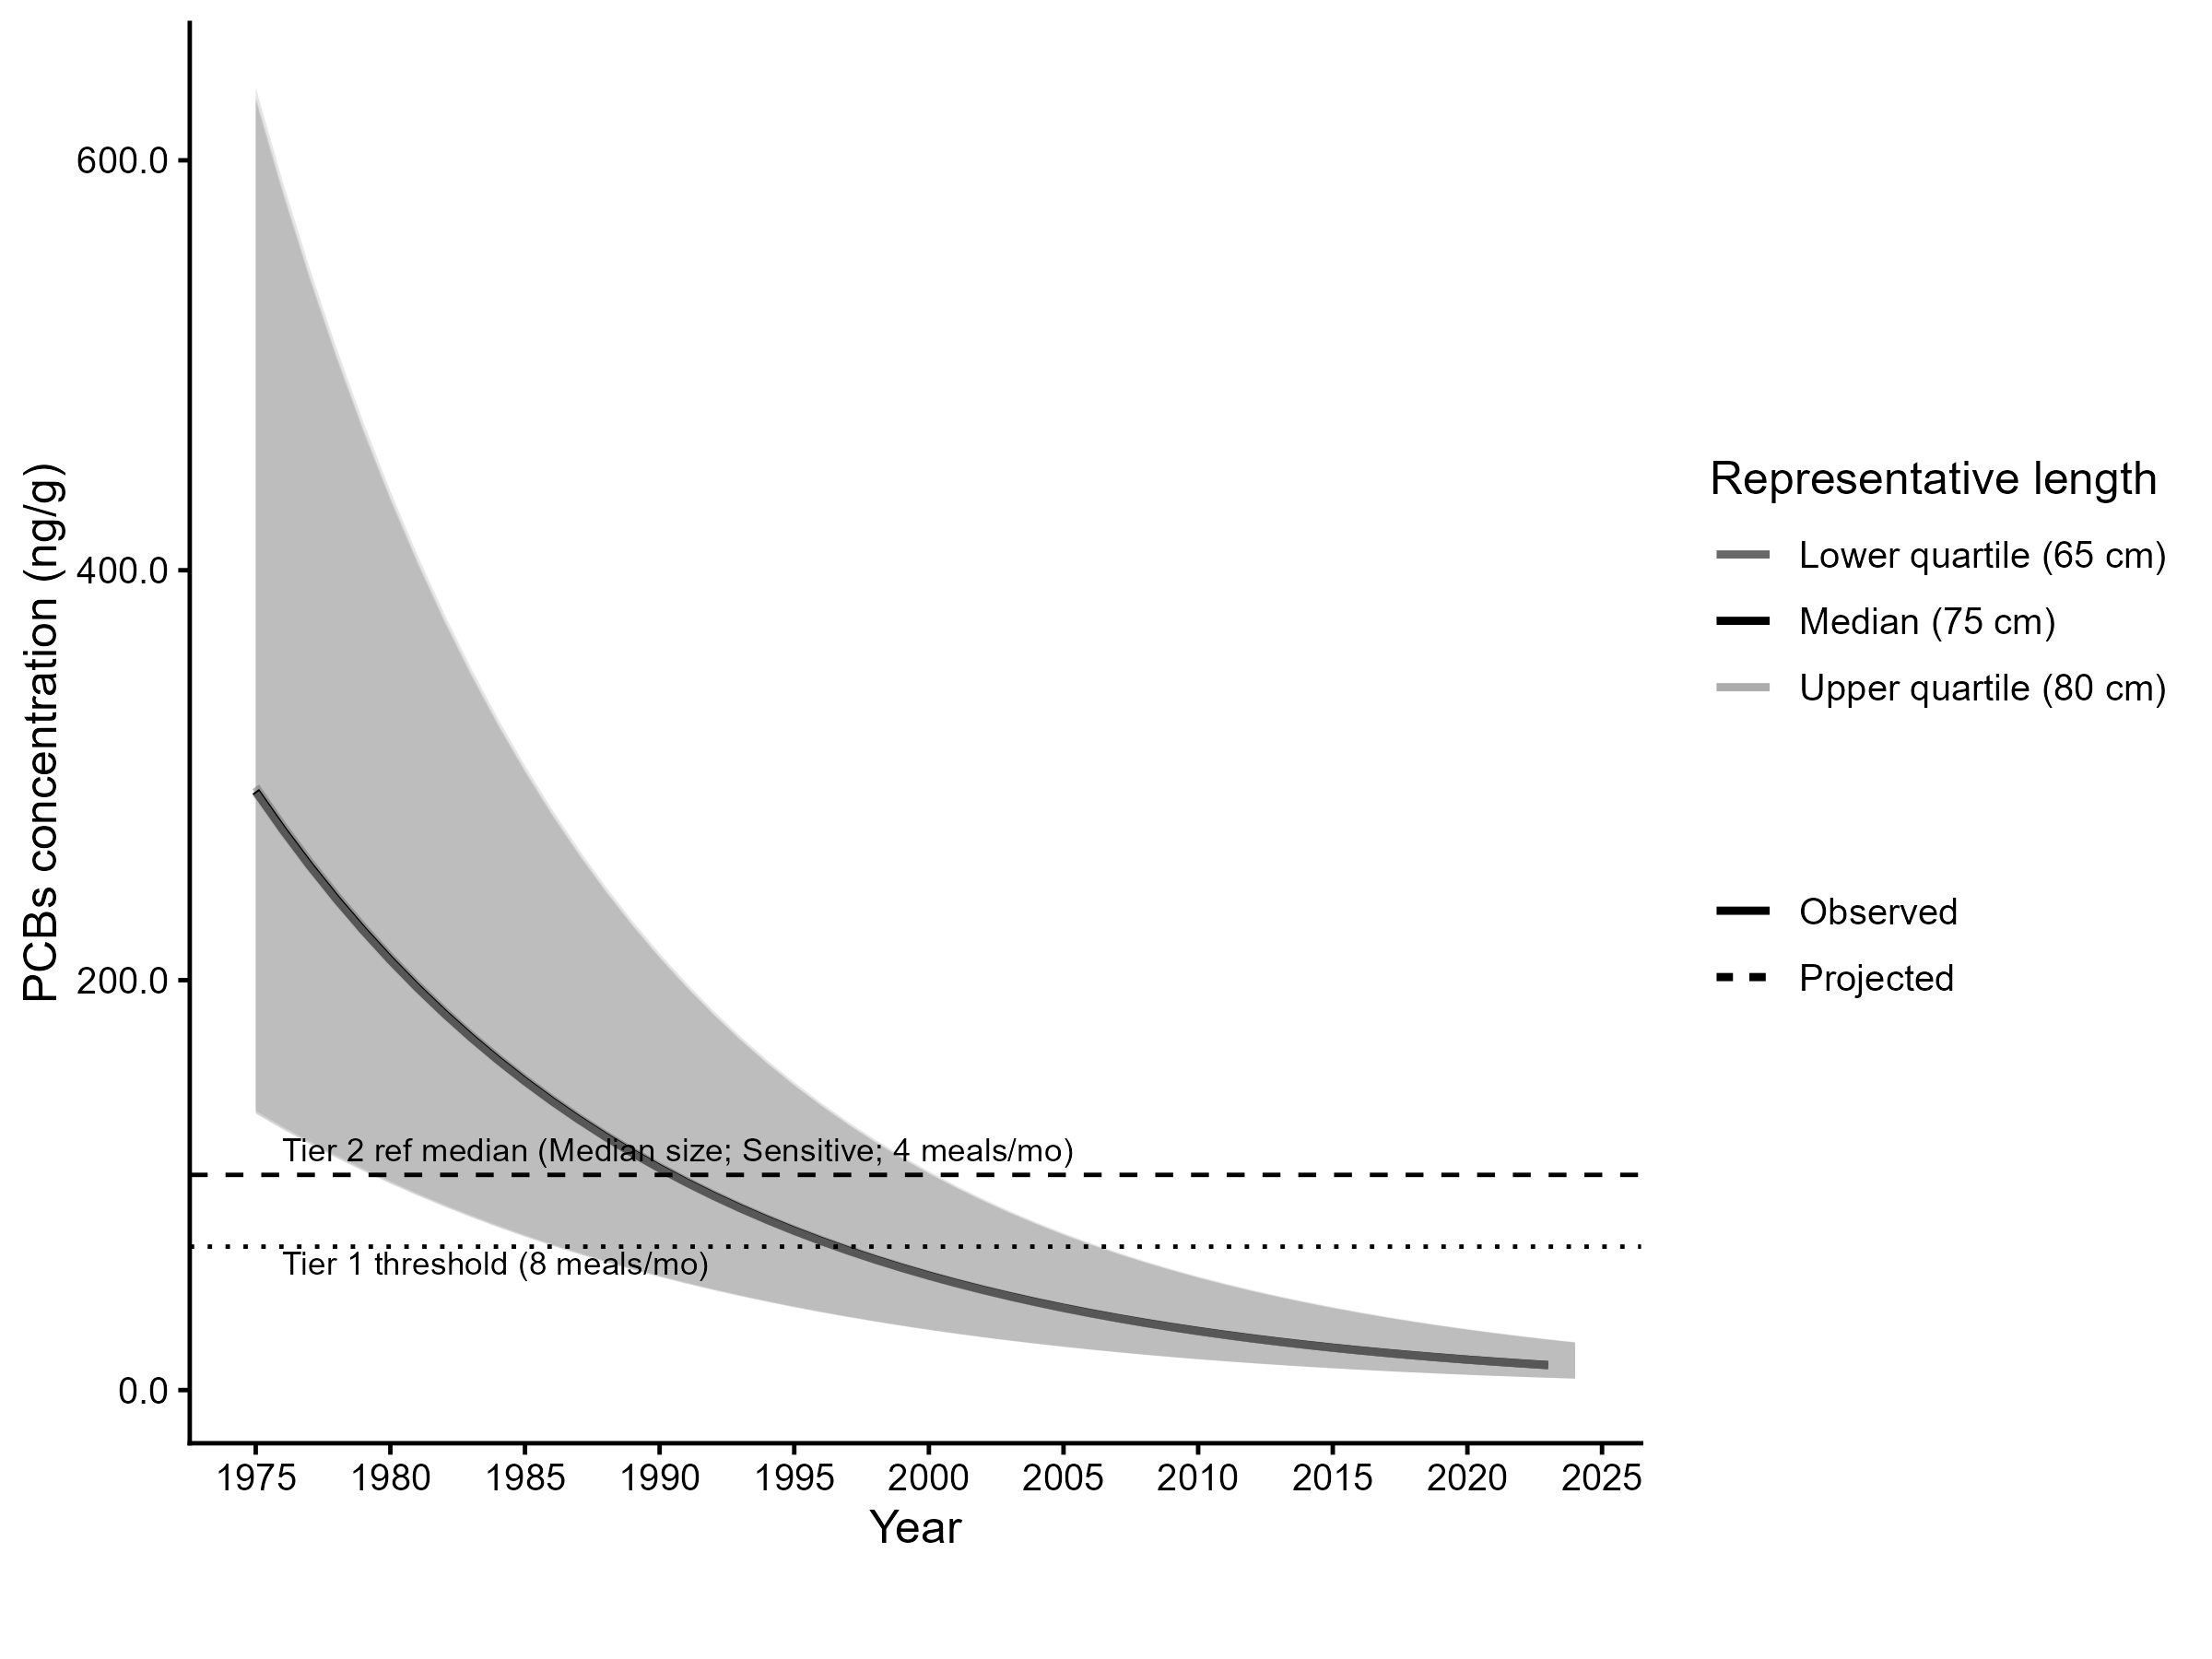 PCBs concentration (ng/g)
600.0
400.0
200.0
0.0
Tier 2 ref median (Median size; Sensitive; 4 meals/mo)
Tier 1 threshold (8 meals/mo)
1975 1980 1985 1990 1995 2000 2005 2010 2015 2020 2025
Year
Representative length
Lower quartile (65 cm)
Median (75 cm)
Upper quartile (80 cm)
Observed
Projected